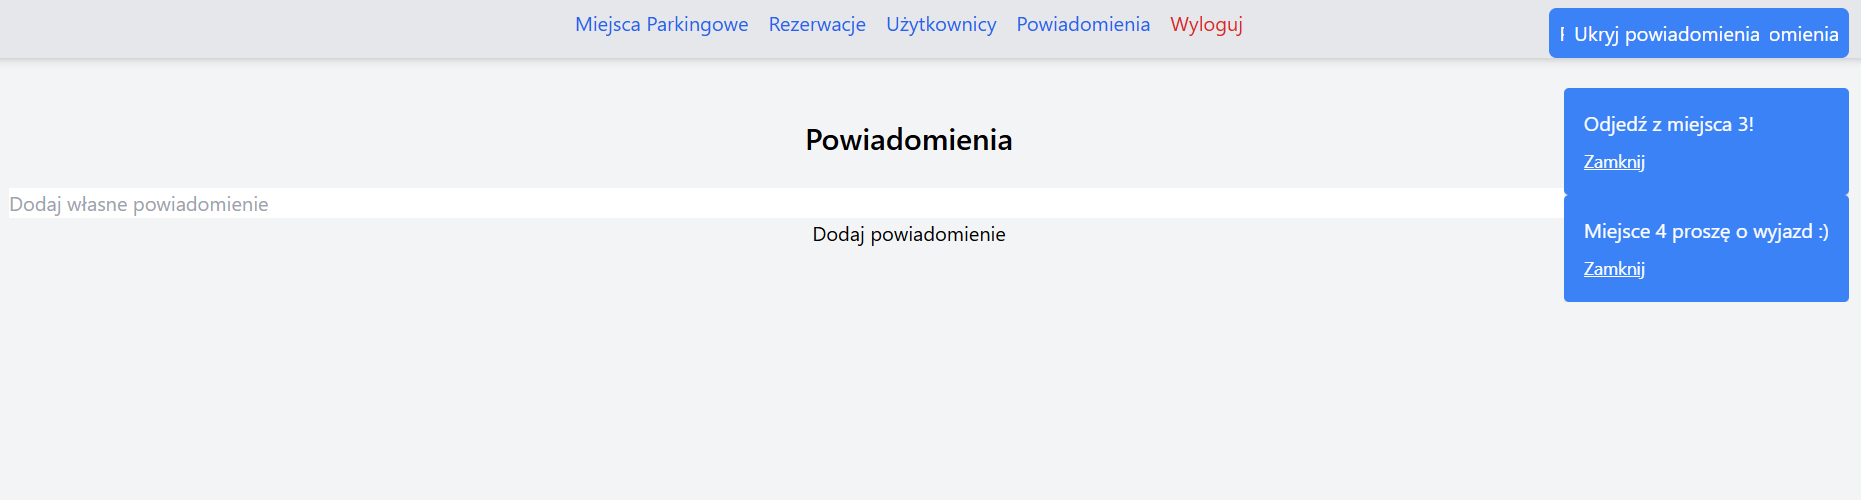 Miejsca Parkingowe Rezerwacje Użytkownicy Powiadomienia Wyloguj
Ukryj powiadomienia omienia
Powiadomienia
Dodaj własne powiadomienie
Dodaj powiadomienie
Odjedź z miejsca 3!
Zamknij
Miejsce 4 proszę o wyjazd :)
Zamknij